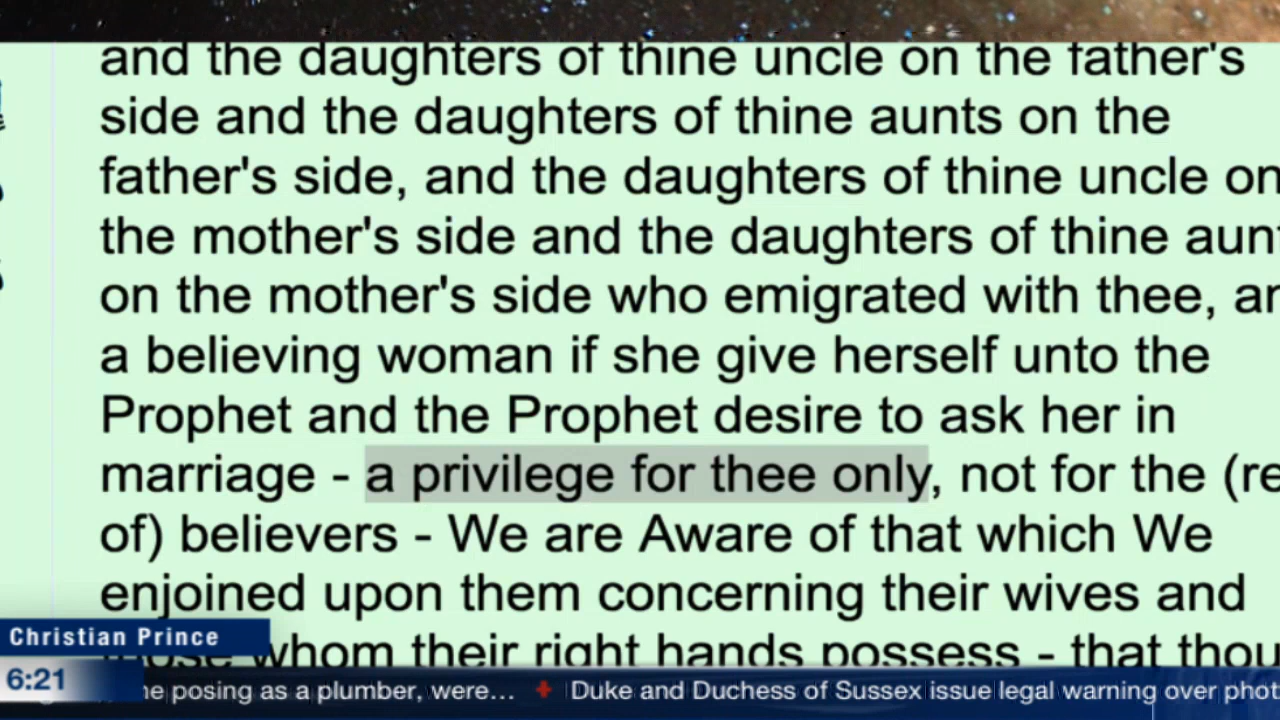 and the daughters of thine uncle on the father's
side and the daughters of thine aunts on the
father's side, and the daughters of thine uncle on
the mother's side and the daughters of thine
on the mother's side who emigrated with thee,
a believing woman if she give herself unto the
Prophet and the Prophet desire to ask her in
marriage - a privilege for thee only, not for the
of) believers - We are Aware of that which We
enjoined upon them concerning their wives and
those whom their right hands possess - that thou
Christian Prince
6:21
posing as a plumber, were... Duke and Duchess of Sussex issue legal warning over